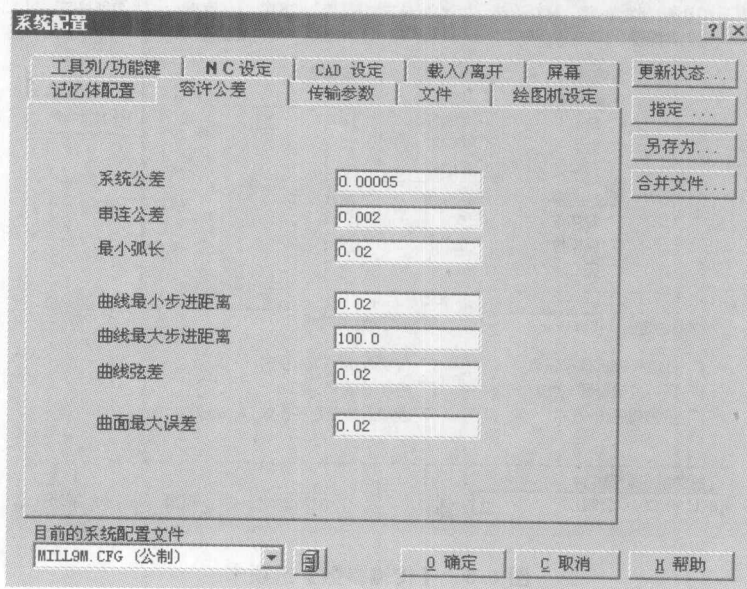 系统配置
? ×
工具列/功能键 N C 设定 CAD 设定 载入/离开 屏幕
记忆体配置 容许公差 传输参数 文件 绘图机设定
更新状态...
指定 ...
另存为...
合并文件...
系统公差 0.00005
串连公差 0.002
最小弧长 0.02
曲线最小步进距离 0.02
曲线最大步进距离 100.0
曲线弦差 0.02
曲面最大误差 0.02
目前的系统配置文件
MILL9M.CFG (公制)
O 确定 C 取消 H 帮助